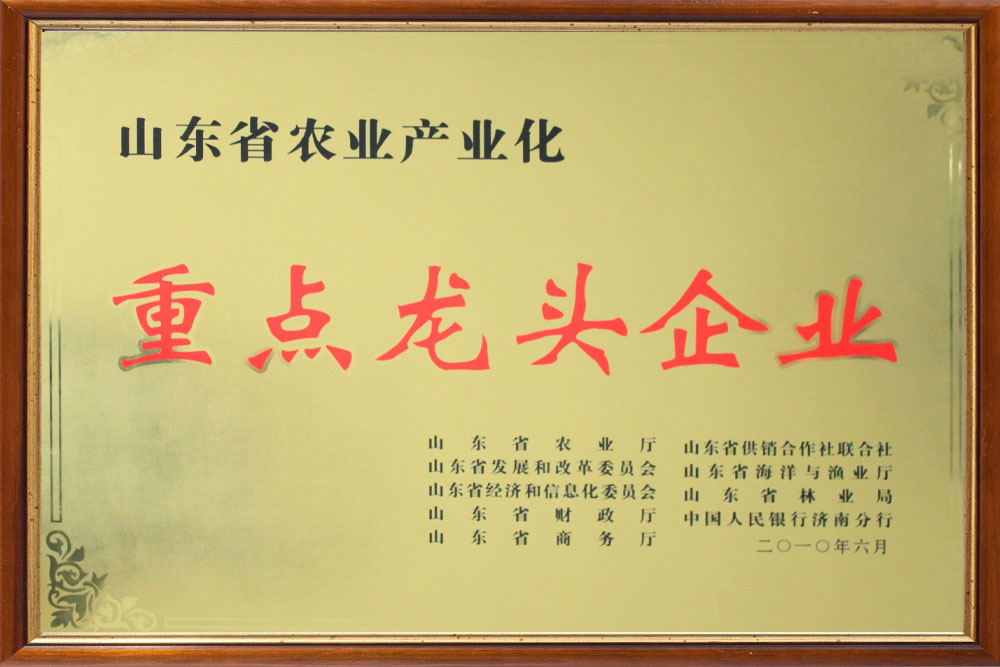 山东省农业产业化
重点龙头企业
山东省农业厅
山东省发展和改革委员会
山东省经济和信息化委员会
山东省财政厅
山东省商务厅
山东省供销合作社联合社
山东省海洋与渔业厅
山东省林业局
中国人民银行济南分行
二〇一〇年六月